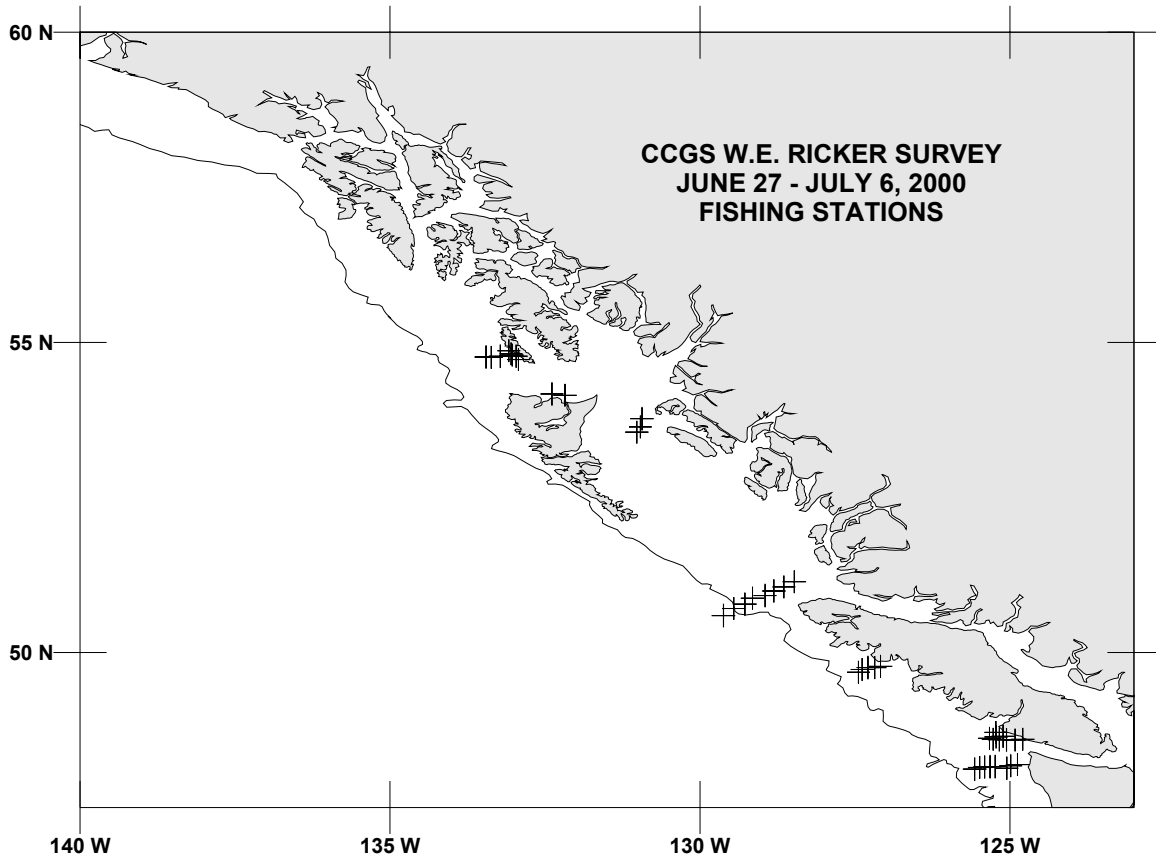 60 N
CCGS W.E. RICKER SURVEY
JUNE 27 - JULY 6, 2000
FISHING STATIONS
55 N
50 N
140 W
135 W
130 W
125 W